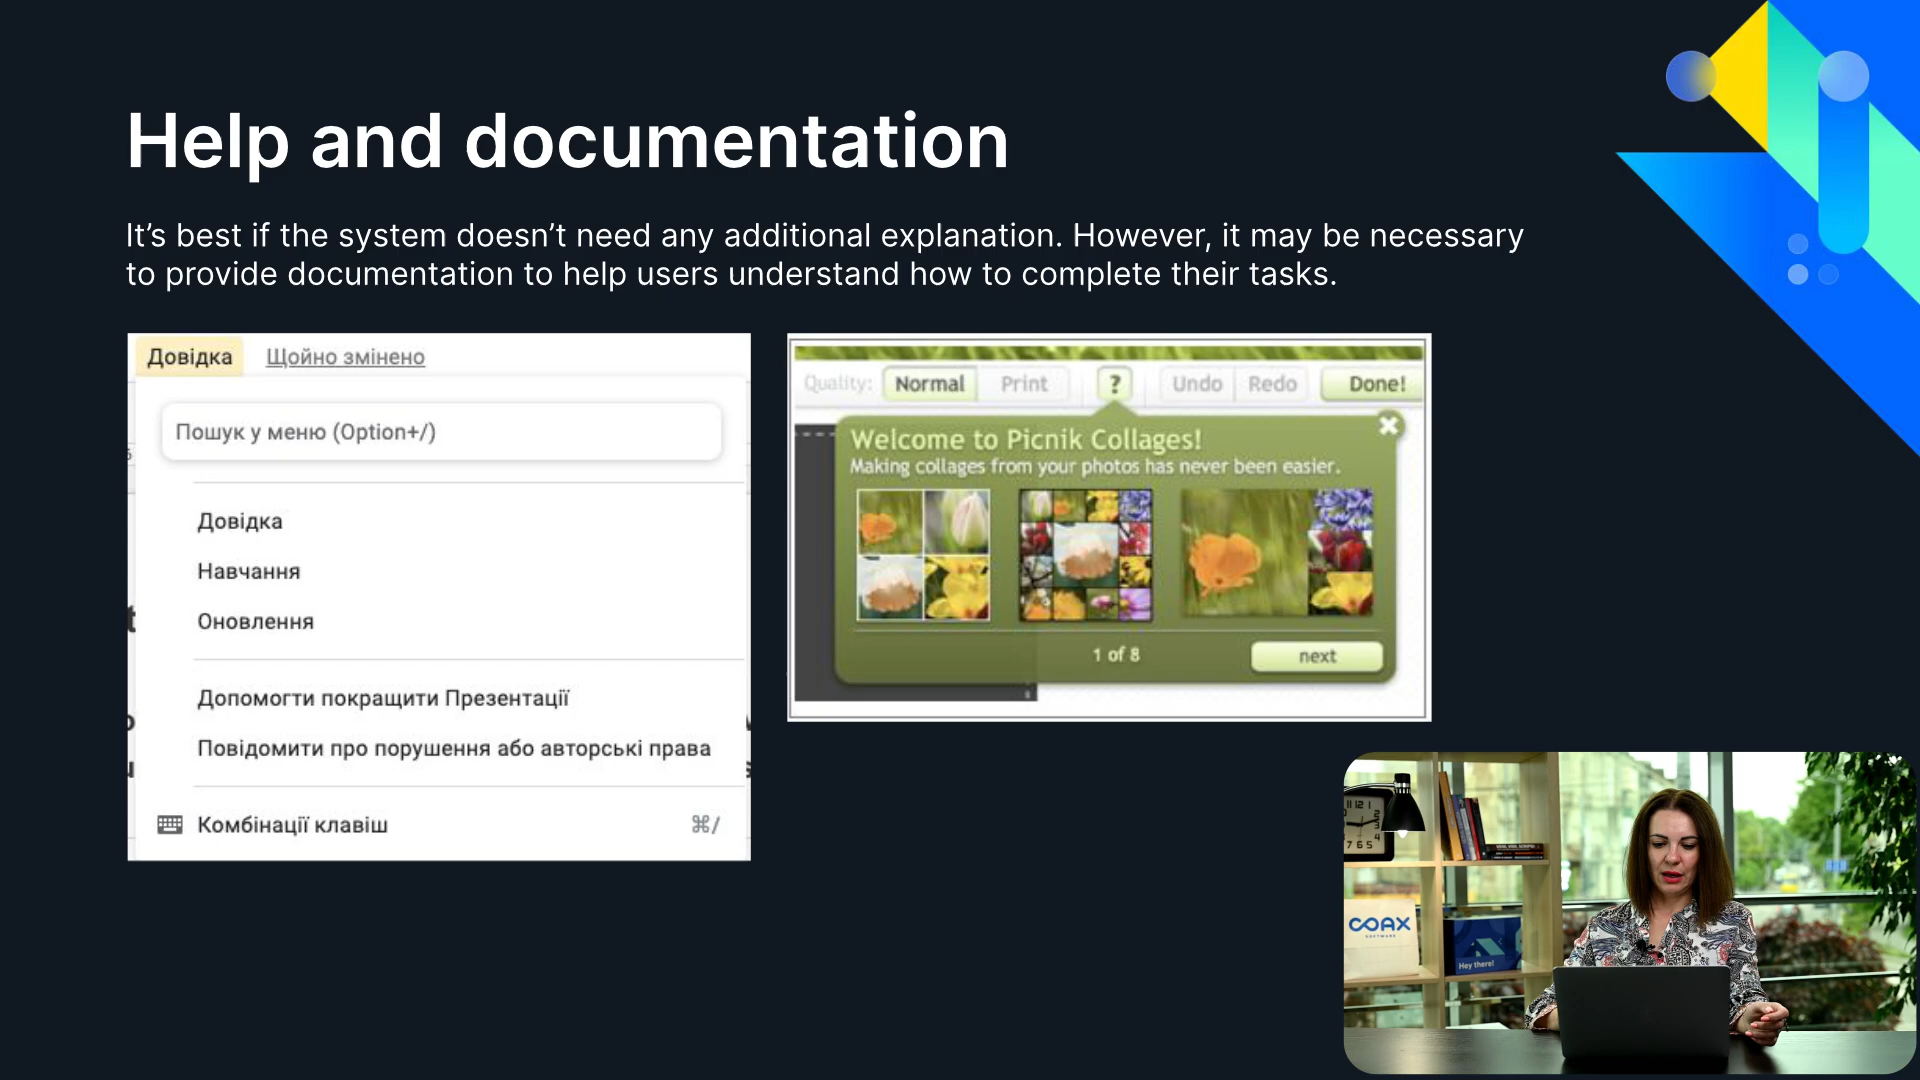 Help and documentation
It’s best if the system doesn’t need any additional explanation. However, it may be necessary
to provide documentation to help users understand how to complete their tasks.
Довідка Щойно змінено
Пошук у меню (Option+/)
Довідка
Навчання
Оновлення
Допомогти покращити Презентації
Повідомити про порушення або авторські права
Комбінації клавіш ⌘/
Quality: Normal Print ? Undo Redo Done!
Welcome to Picnik Collages!
Making collages from your photos has never been easier.
1 of 8 next
COAX
SOFTWARE
Hey there!